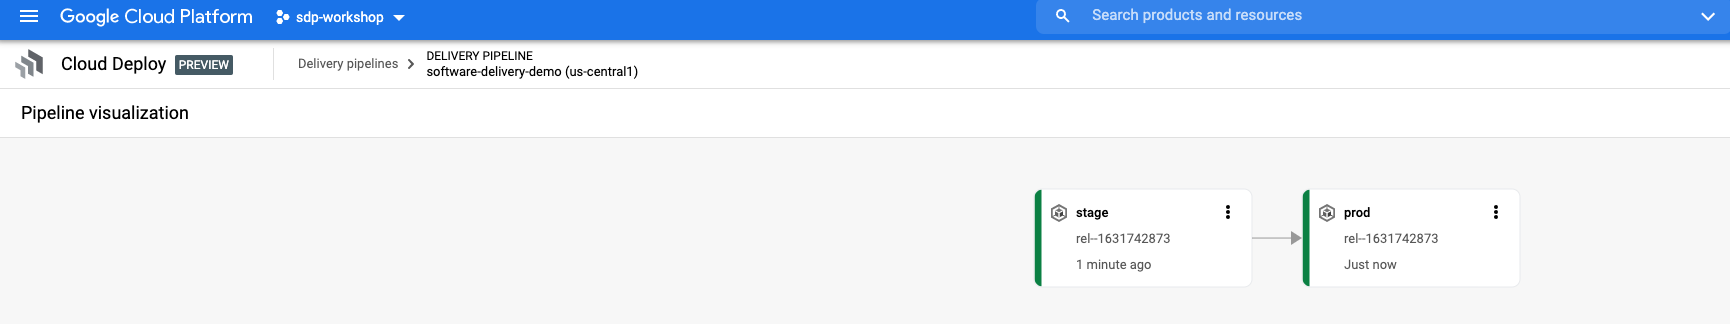 Google Cloud Platform
sdp-workshop
Search products and resources
Cloud Deploy
PREVIEW
Delivery pipelines
DELIVERY PIPELINE
software-delivery-demo (us-central1)
Pipeline visualization
stage
rel--1631742873
1 minute ago
prod
rel--1631742873
Just now